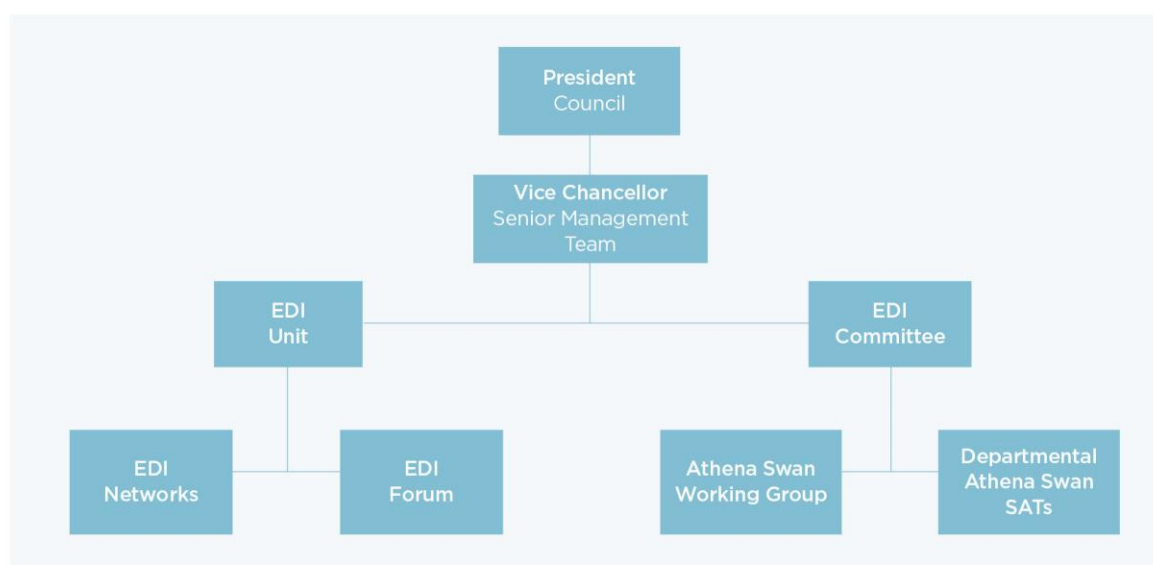 President
Council
Vice Chancellor
Senior Management
Team
EDI
Unit
EDI
Committee
EDI
Networks
EDI
Forum
Athena Swan
Working Group
Departmental
Athena Swan
SATs